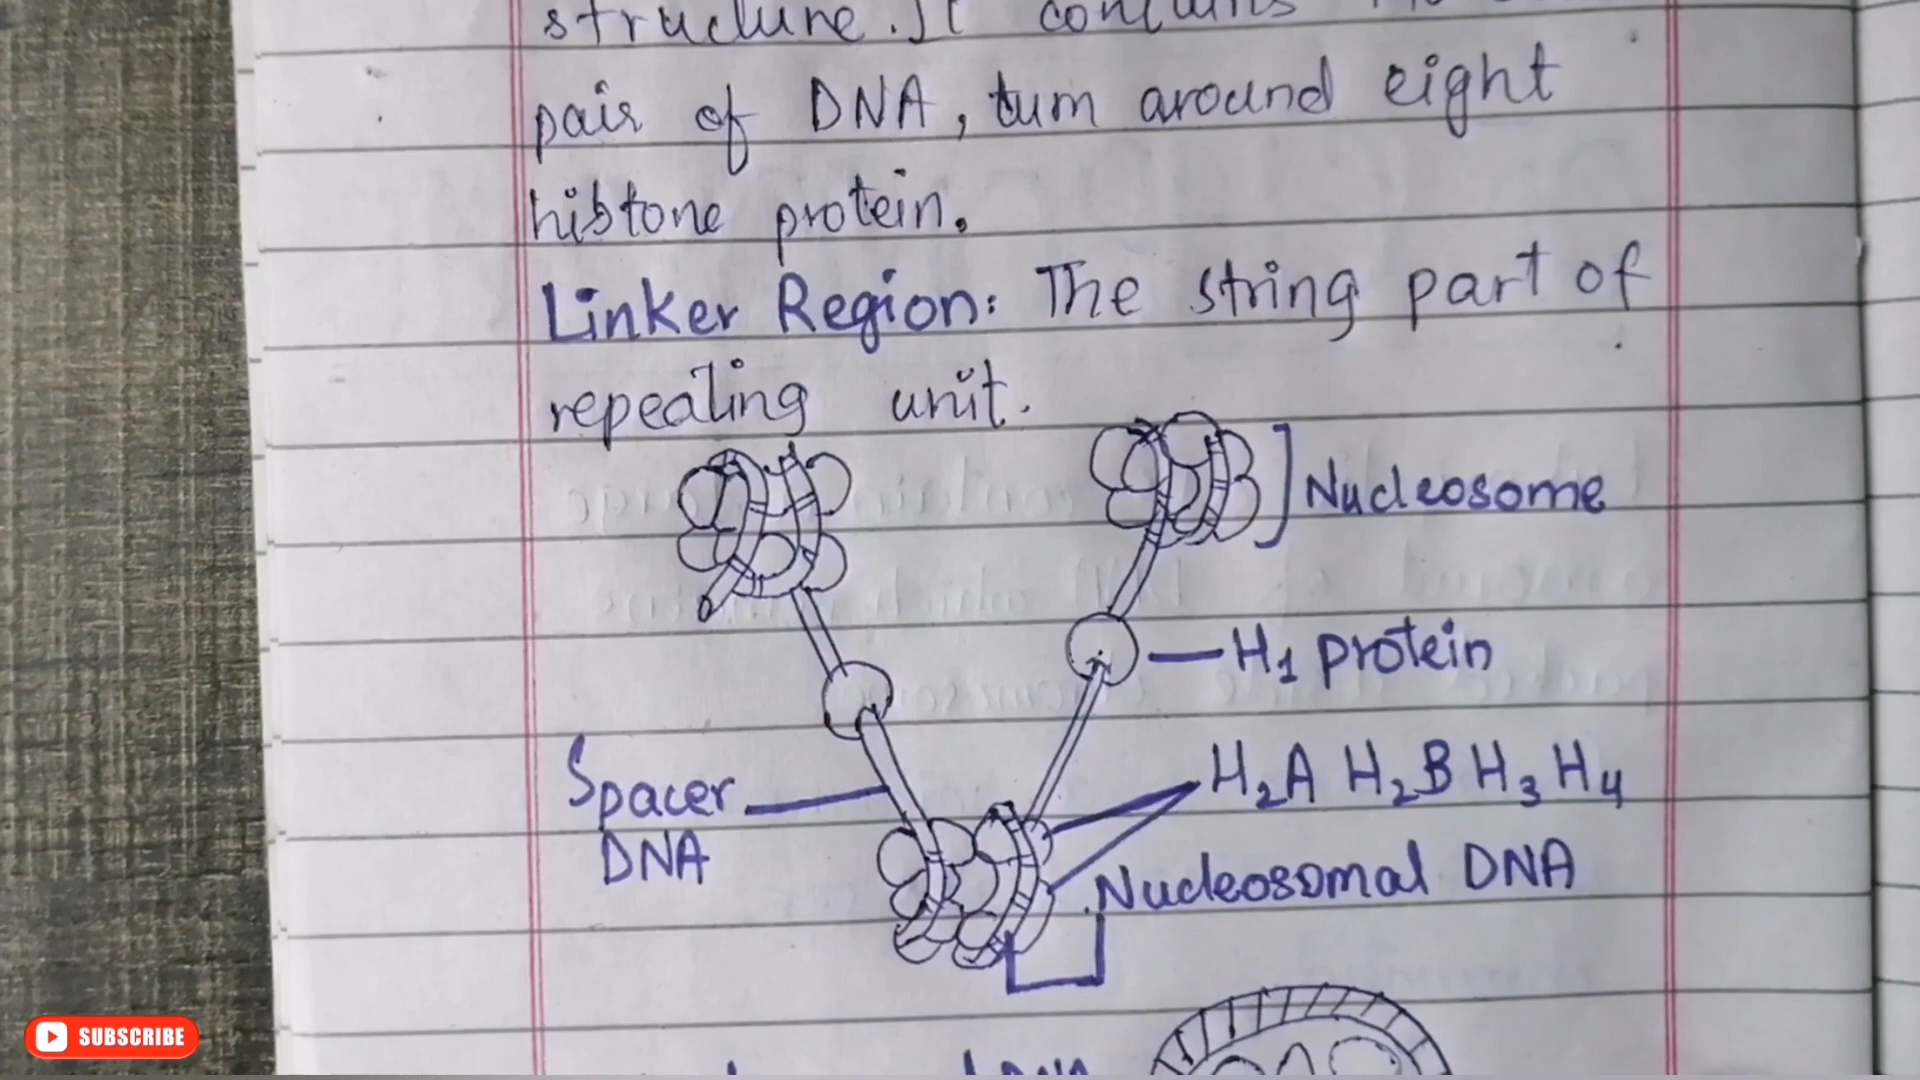 structure. It contains
pair of DNA, turn around eight
histone protein.
Linker Region: The string part of
repeating unit.
Nucleosome
H1 protein
Spacer
DNA
H2A H2B H3 H4
Nucleosomal DNA
SUBSCRIBE